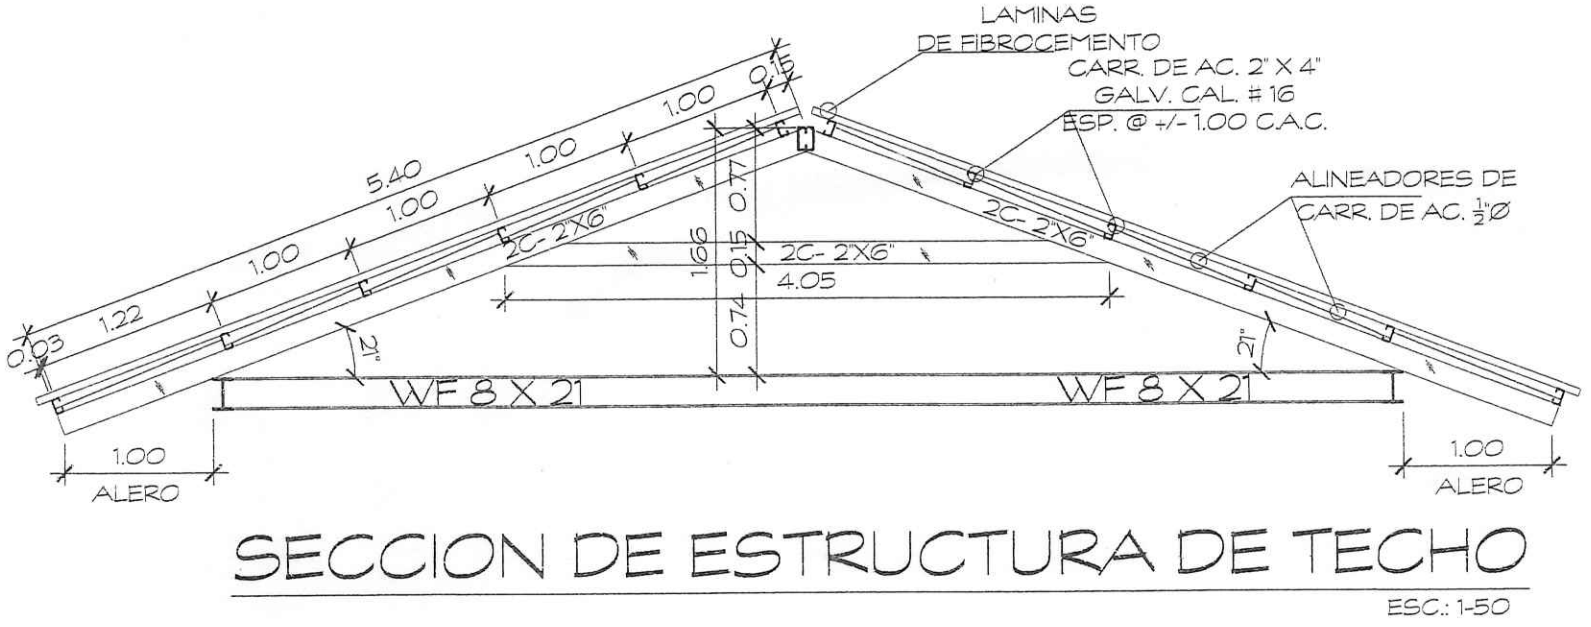 LAMINAS
DE FIBROCEMENTO
CARR. DE AC. 2" X 4"
GALV. CAL. # 16
ESP. @ +/- 1.00 C.A.C.
ALINEADORES DE
CARR. DE AC. ½"Ø
0.15
1.00
1.00
1.00
1.00
1.22
0.03
5.40
2C- 2"X6"
2C- 2"X6"
2C- 2"X6"
4.05
1.66
0.77
0.15
0.74
21°
21°
WF 8 X 21
WF 8 X 21
1.00
ALERO
1.00
ALERO
SECCION DE ESTRUCTURA DE TECHO
ESC.: 1-50